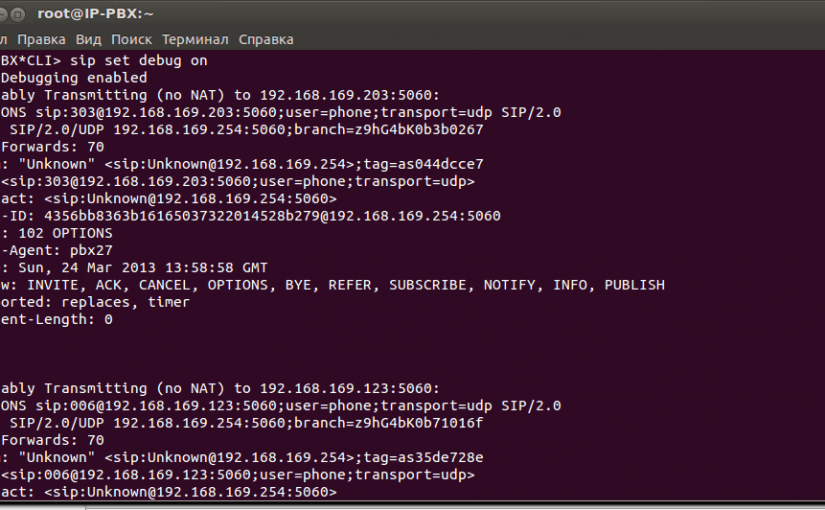 root@IP-PBX:~
л Правка Вид Поиск Терминал Справка
BX*CLI> sip set debug on
Debugging enabled
ably Transmitting (no NAT) to 192.168.169.203:5060:
ONS sip:303@192.168.169.203:5060;user=phone;transport=udp SIP/2.0
SIP/2.0/UDP 192.168.169.254:5060;branch=z9hG4bK0b3b0267
Forwards: 70
: "Unknown" <sip:Unknown@192.168.169.254>;tag=as044dcce7
<sip:303@192.168.169.203:5060;user=phone;transport=udp>
act: <sip:Unknown@192.168.169.254:5060>
-ID: 4356bb8363b16165037322014528b279@192.168.169.254:5060
: 102 OPTIONS
-Agent: pbx27
: Sun, 24 Mar 2013 13:58:58 GMT
w: INVITE, ACK, CANCEL, OPTIONS, BYE, REFER, SUBSCRIBE, NOTIFY, INFO, PUBLISH
orted: replaces, timer
ent-Length: 0
ably Transmitting (no NAT) to 192.168.169.123:5060:
ONS sip:006@192.168.169.123:5060;user=phone;transport=udp SIP/2.0
SIP/2.0/UDP 192.168.169.254:5060;branch=z9hG4bK0b71016f
Forwards: 70
: "Unknown" <sip:Unknown@192.168.169.254>;tag=as35de728e
<sip:006@192.168.169.123:5060;user=phone;transport=udp>
act: <sip:Unknown@192.168.169.254:5060>